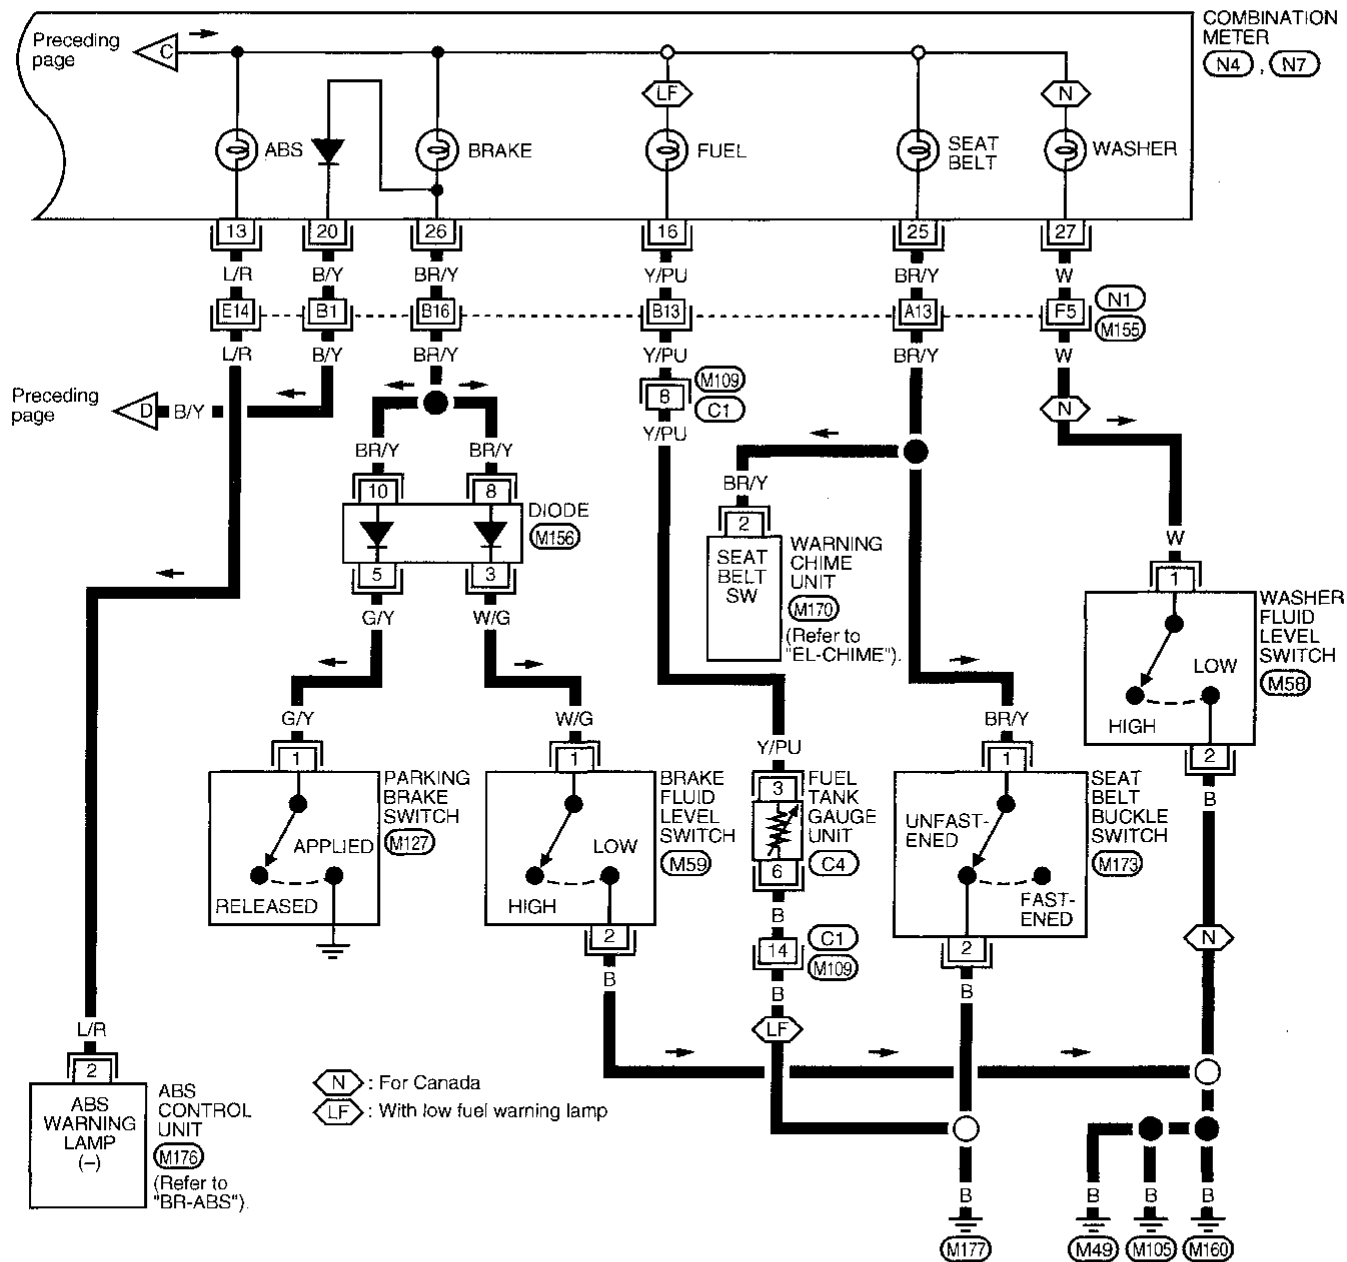 COMBINATION
METER
N4 , N7
Preceding
page
C
LF
N
ABS
BRAKE
FUEL
SEAT
BELT
WASHER
13
20
26
16
25
27
L/R
B/Y
BR/Y
Y/PU
BR/Y
W
E14
B1
B16
B13
A13
F5
N1
M155
L/R
B/Y
BR/Y
Y/PU
BR/Y
W
Preceding
page
D
B/Y
8
M109
C1
Y/PU
N
BR/Y
BR/Y
BR/Y
10
8
DIODE
M156
5
3
G/Y
W/G
2
SEAT
BELT
SW
WARNING
CHIME
UNIT
M170
(Refer to
"EL-CHIME").
W
1
WASHER
FLUID
LEVEL
SWITCH
M58
LOW
HIGH
2
B
G/Y
W/G
Y/PU
BR/Y
1
PARKING
BRAKE
SWITCH
M127
APPLIED
RELEASED
1
BRAKE
FLUID
LEVEL
SWITCH
M59
LOW
HIGH
2
B
3
FUEL
TANK
GAUGE
UNIT
C4
6
B
14
C1
M109
B
LF
1
SEAT
BELT
BUCKLE
SWITCH
M173
UNFAST-
ENED
FAST-
ENED
2
B
N
L/R
2
ABS
WARNING
LAMP
(–)
ABS
CONTROL
UNIT
M176
(Refer to
"BR-ABS").
N : For Canada
LF : With low fuel warning lamp
B
B
B
B
M177
M49
M105
M160